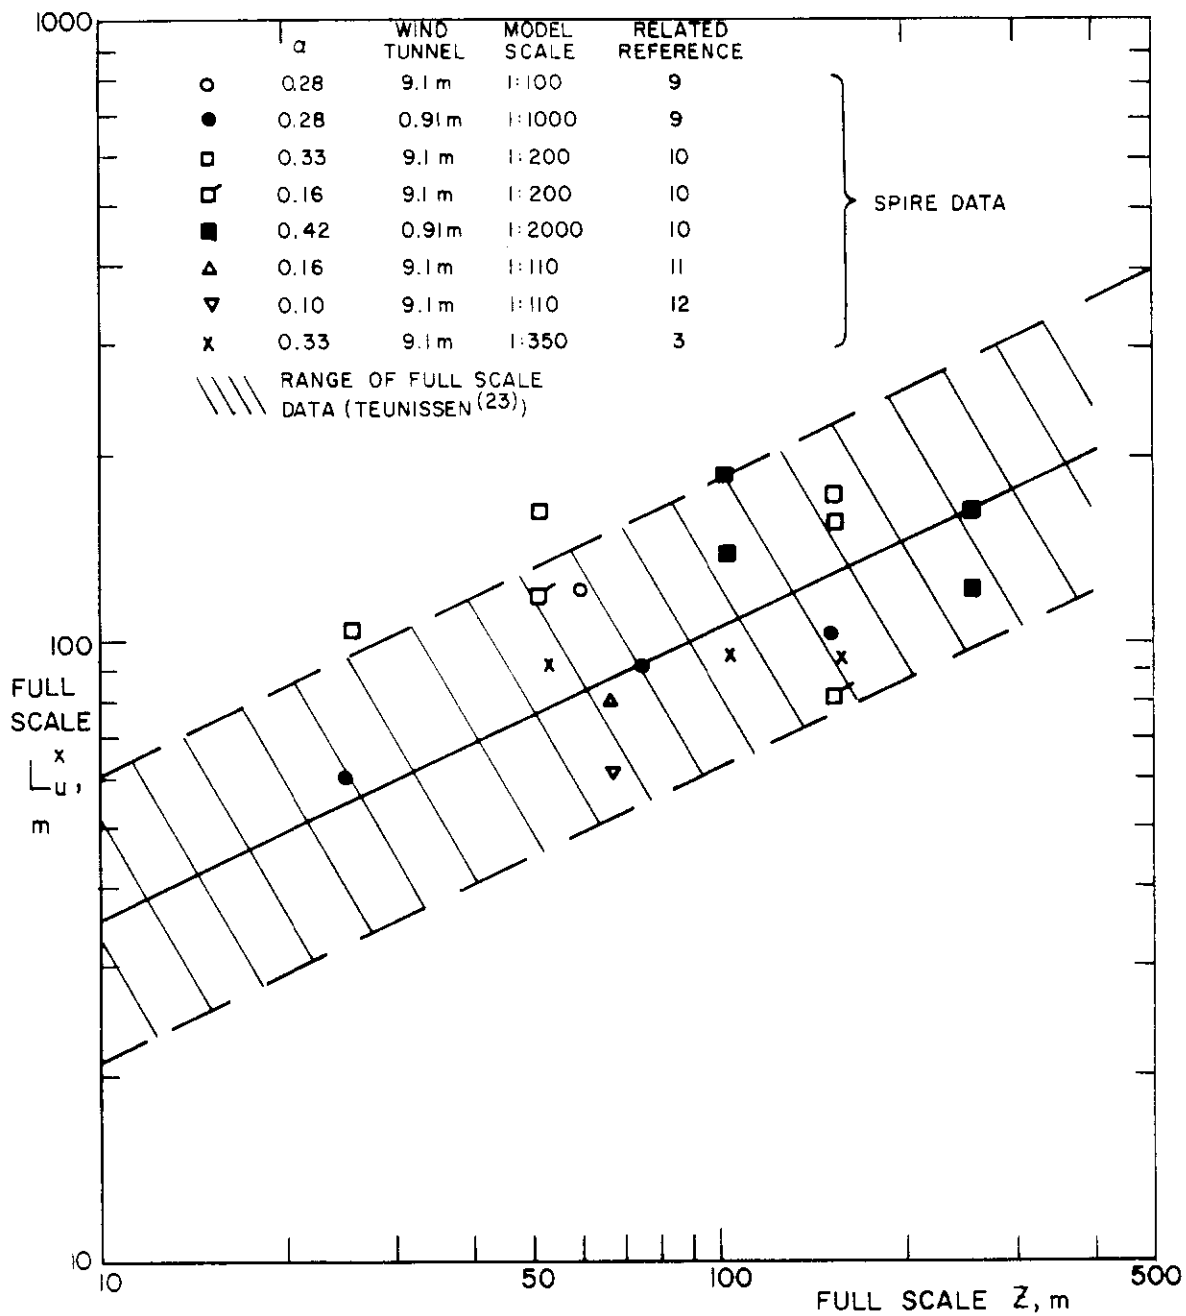 1000
α WIND TUNNEL MODEL SCALE RELATED REFERENCE
0.28 9.1 m 1:100 9
0.28 0.91m 1:1000 9
0.33 9.1 m 1:200 10
0.16 9.1 m 1:200 10
0.42 0.91m 1:2000 10
0.16 9.1 m 1:110 11
0.10 9.1 m 1:110 12
x 0.33 9.1 m 1:350 3
SPIRE DATA
RANGE OF FULL SCALE
DATA (TEUNISSEN (23))
100
FULL
SCALE
L_u^x,
m
10
10 50 100 500
FULL SCALE Z, m